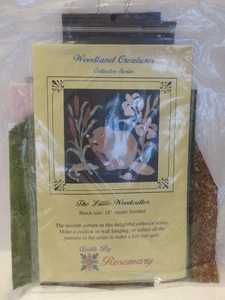 Woodland Creatures
Collector Series
The Little Woodcutter
Block size: 16" square finished
The seventh pattern in this delightful collector series.
Make a cushion or wall hanging, or collect all the
patterns in the series to make a full size quilt.
Quilts By
Rosemary